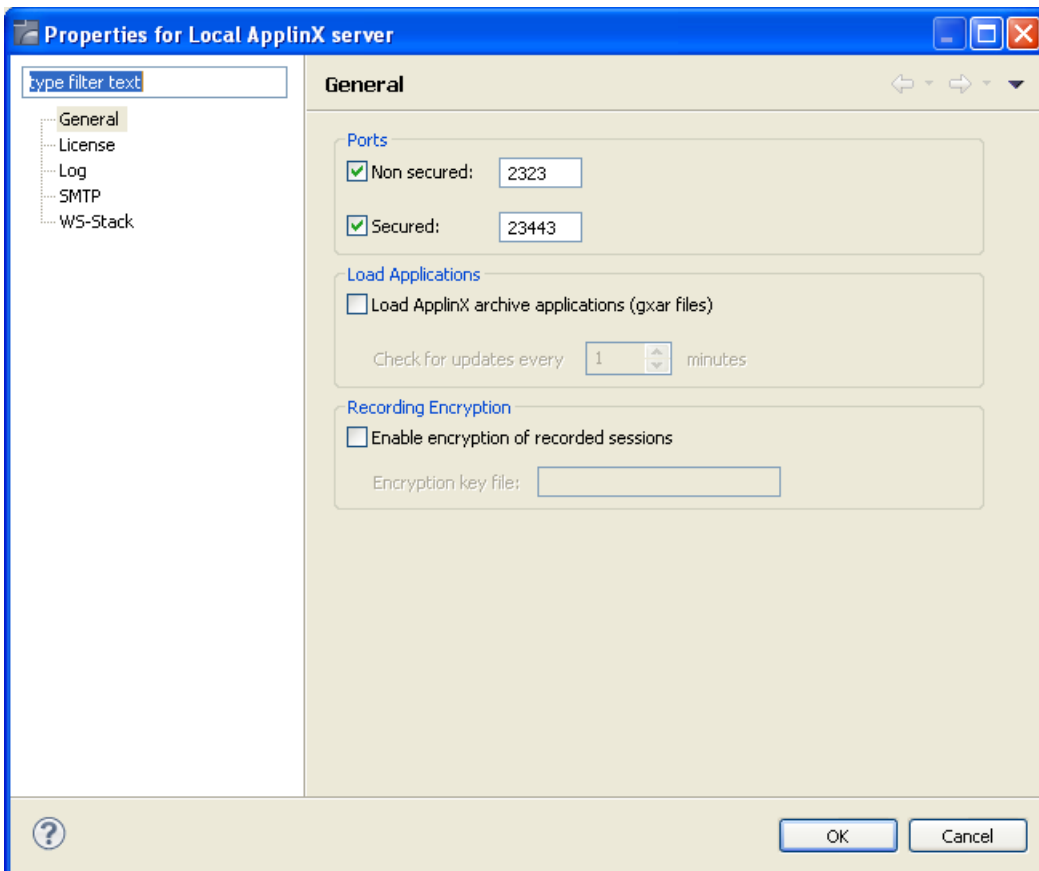 Properties for Local ApplinX server
type filter text
General
License
Log
SMTP
WS-Stack
General
Ports
Non secured: 2323
Secured: 23443
Load Applications
Load ApplinX archive applications (gxar files)
Check for updates every 1 minutes
Recording Encryption
Enable encryption of recorded sessions
Encryption key file:
OK Cancel